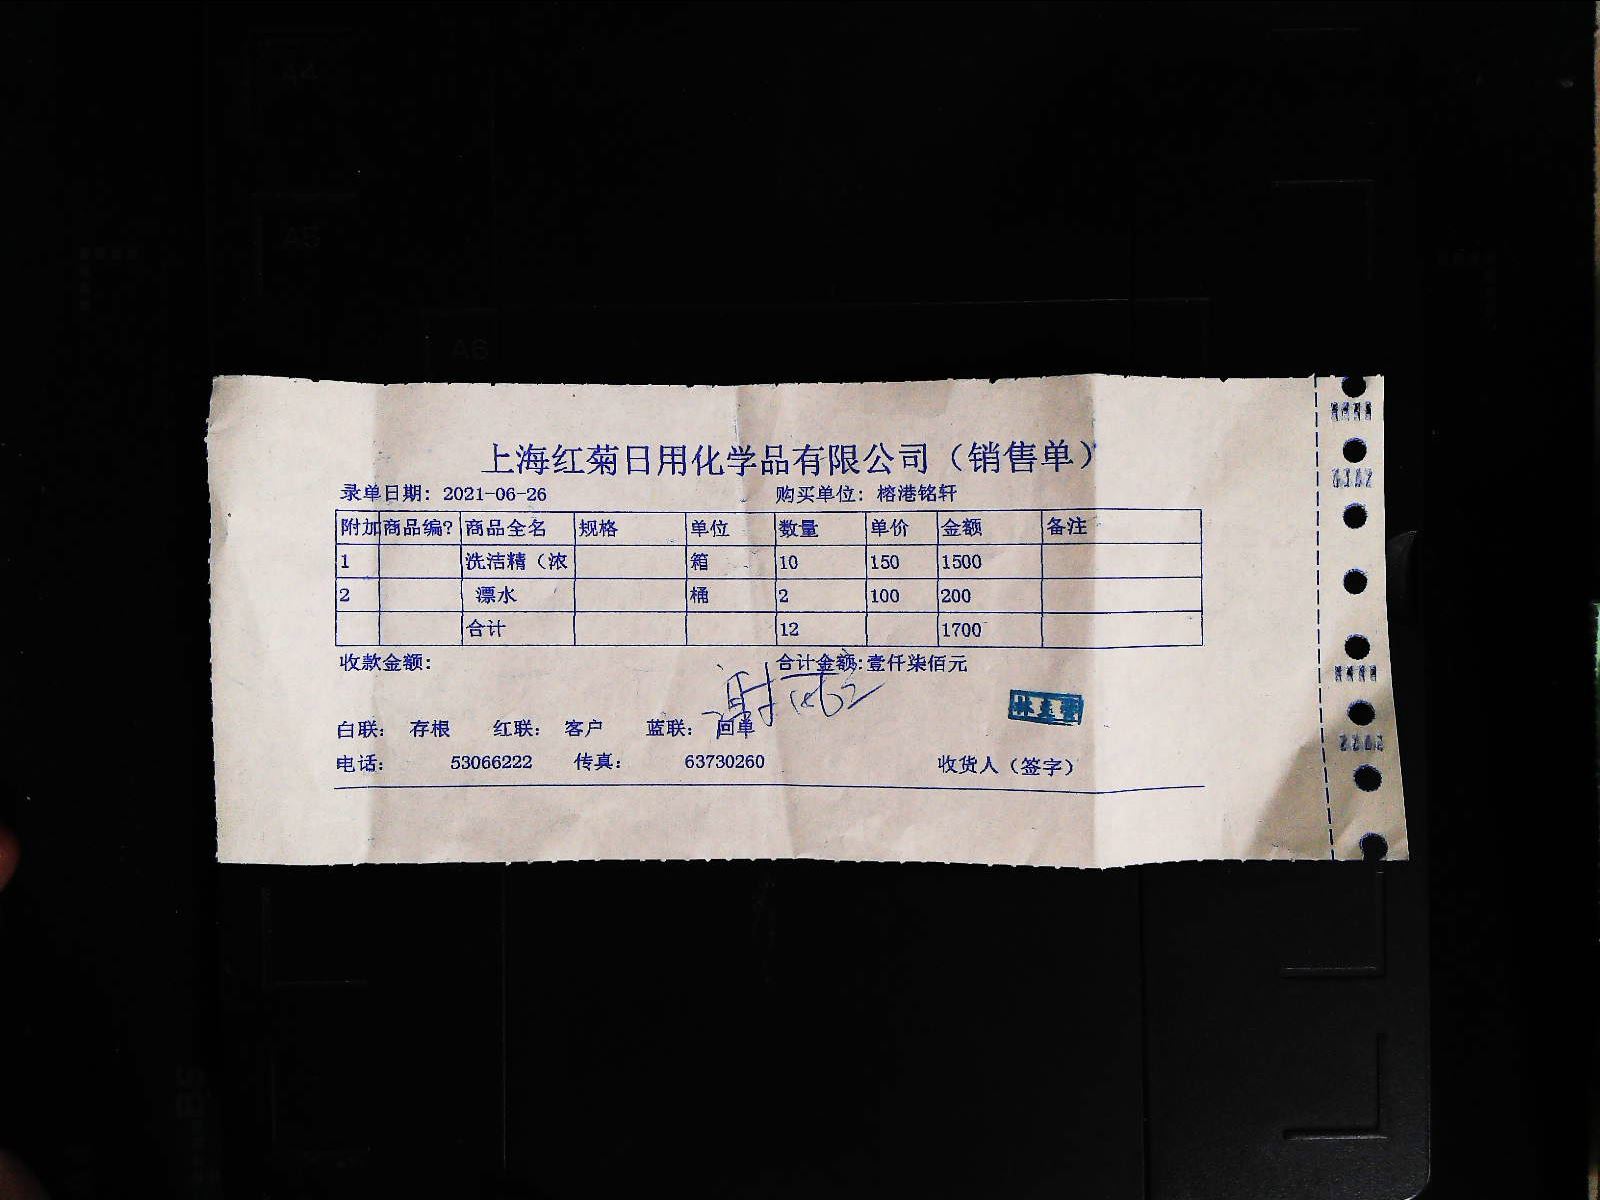 上海红菊日用化学品有限公司（销售单）
录单日期: 2021-06-26 购买单位: 榕港铭轩
附加 商品编? 商品全名 规格 单位 数量 单价 金额 备注
1 洗洁精（浓 箱 10 150 1500
2 漂水 桶 2 100 200
合计 12 1700
收款金额: 合计金额: 壹仟柒佰元
白联: 存根 红联: 客户 蓝联: 回单
电话: 53066222 传真: 63730260 收货人（签字）